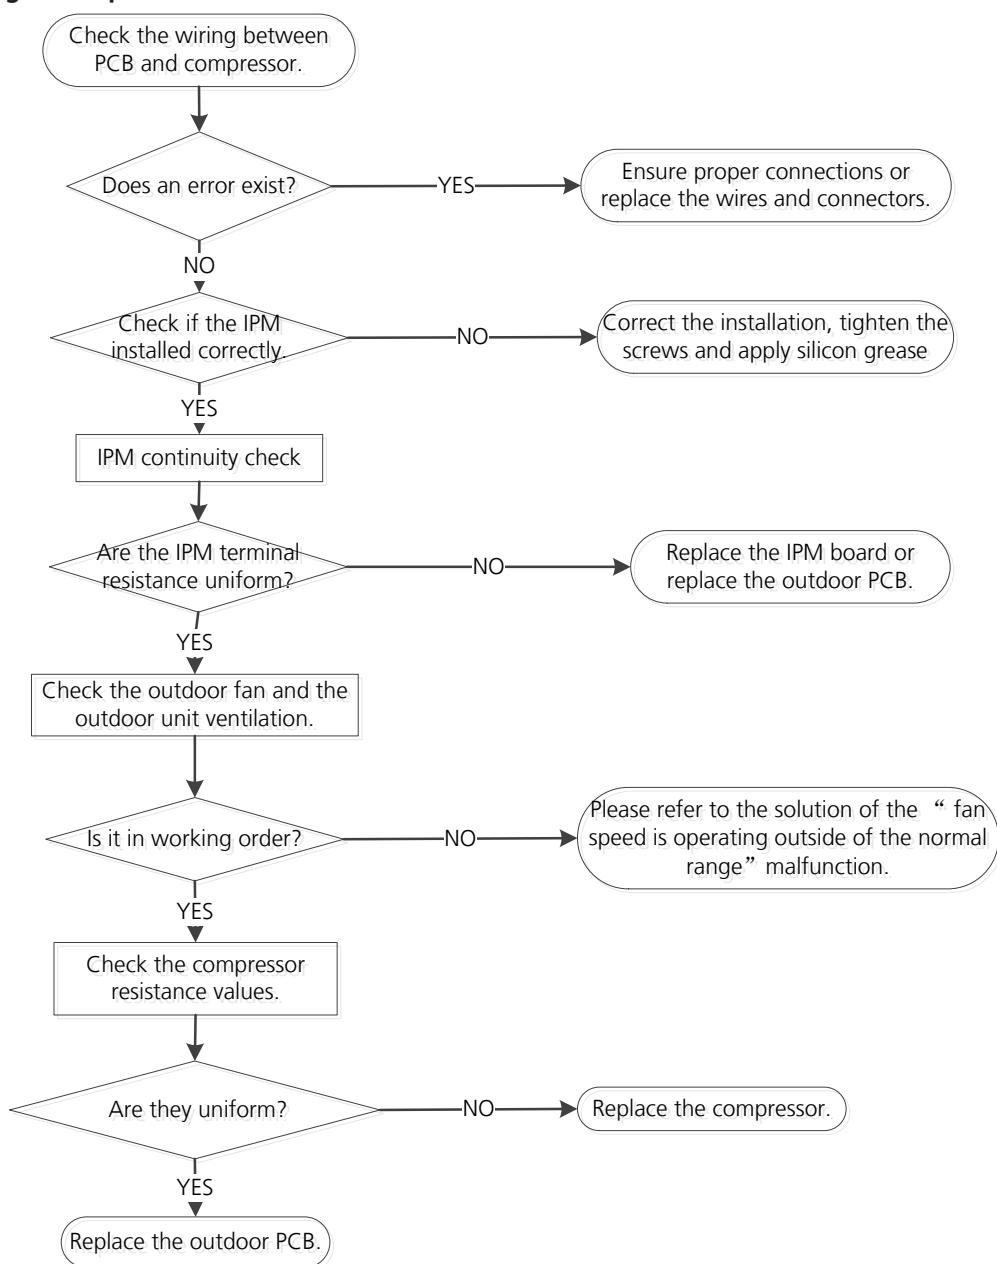 Check the wiring between
PCB and compressor.
Does an error exist?
YES
Ensure proper connections or
replace the wires and connectors.
NO
Check if the IPM
installed correctly.
NO
Correct the installation, tighten the
screws and apply silicon grease
YES
IPM continuity check
Are the IPM terminal
resistance uniform?
NO
Replace the IPM board or
replace the outdoor PCB.
YES
Check the outdoor fan and the
outdoor unit ventilation.
Is it in working order?
NO
Please refer to the solution of the “ fan
speed is operating outside of the normal
range” malfunction.
YES
Check the compressor
resistance values.
Are they uniform?
NO
Replace the compressor.
YES
Replace the outdoor PCB.